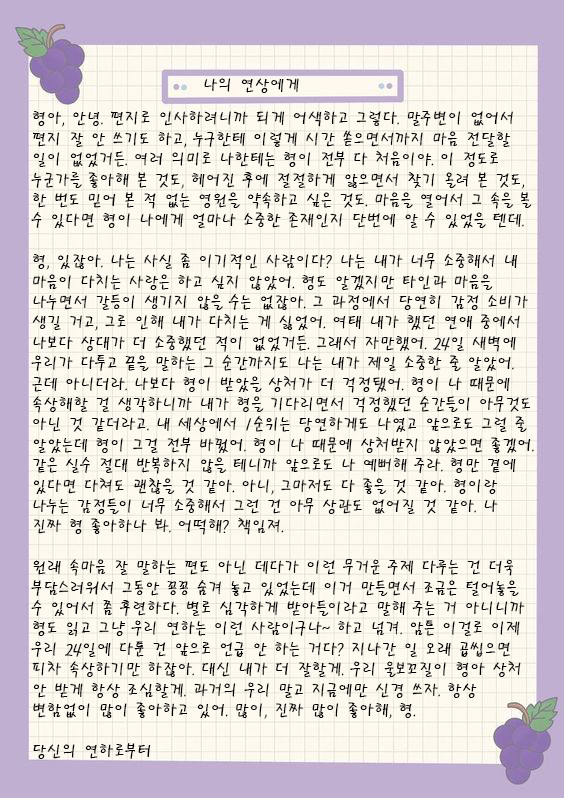 나의 연상에게
형아, 안녕. 편지로 인사하려니까 되게 어색하고 그렇다. 말주변이 없어서
편지 잘 안 쓰기도 하고, 누구한테 이렇게 시간 쏟으면서까지 마음 전달할
일이 없었거든. 여러 의미로 나한테는 형이 전부 다 처음이야. 이 정도로
누군가를 좋아해 본 것도, 헤어진 후에 절절하게 앓으면서 찾기 올려 본 것도,
한 번도 믿어 본 적 없는 영원을 약속하고 싶은 것도. 마음을 열어서 그 속을 볼
수 있다면 형이 나에게 얼마나 소중한 존재인지 단번에 알 수 있었을 텐데.
형, 있잖아. 나는 사실 좀 이기적인 사람이다? 나는 내가 너무 소중해서 내
마음이 다치는 사랑은 하고 싶지 않았어. 형도 알겠지만 타인과 마음을
나누면서 갈등이 생기지 않을 수는 없잖아. 그 과정에서 당연히 감정 소비가
생길 거고, 그로 인해 내가 다치는 게 싫었어. 여태 내가 했던 연애 중에서
나보다 상대가 더 소중했던 적이 없었거든. 그래서 자만했어. 24일 새벽에
우리가 다투고 끝을 말하는 그 순간까지도 나는 내가 제일 소중한 줄 알았어.
근데 아니더라. 나보다 형이 받았을 상처가 더 걱정됐어. 형이 나 때문에
속상해할 걸 생각하니까 내가 형을 기다리면서 걱정했던 순간들이 아무것도
아닌 것 같더라고. 내 세상에서 1순위는 당연하게도 나였고 앞으로도 그럴 줄
알았는데 형이 그걸 전부 바꿨어. 형이 나 때문에 상처받지 않았으면 좋겠어.
같은 실수 절대 반복하지 않을 테니까 앞으로도 나 예뻐해 주라. 형만 곁에
있다면 다쳐도 괜찮을 것 같아. 아니, 그마저도 다 좋을 것 같아. 형이랑
나누는 감정들이 너무 소중해서 그런 건 아무 상관도 없어질 것 같아. 나
진짜 형 좋아하나 봐. 어떡해? 책임져.
원래 속마음 잘 말하는 편도 아닌 데다가 이런 무거운 주제 다루는 건 더욱
부담스러워서 그동안 꽁꽁 숨겨 놓고 있었는데 이거 만들면서 조금은 털어놓을
수 있어서 좀 후련하다. 별로 심각하게 받아들이라고 말해 주는 거 아니니까
형도 읽고 그냥 우리 연하는 이런 사람이구나~ 하고 넘겨. 암튼 이걸로 이제
우리 24일에 다툰 건 앞으로 언급 안 하는 거다? 지나간 일 오래 곱씹으면
피차 속상하기만 하잖아. 대신 내가 더 잘할게. 우리 울보꼬질이 형아 상처
안 받게 항상 조심할게. 과거의 우리 말고 지금에만 신경 쓰자. 항상
변함없이 많이 좋아하고 있어. 많이, 진짜 많이 좋아해, 형.
당신의 연하로부터